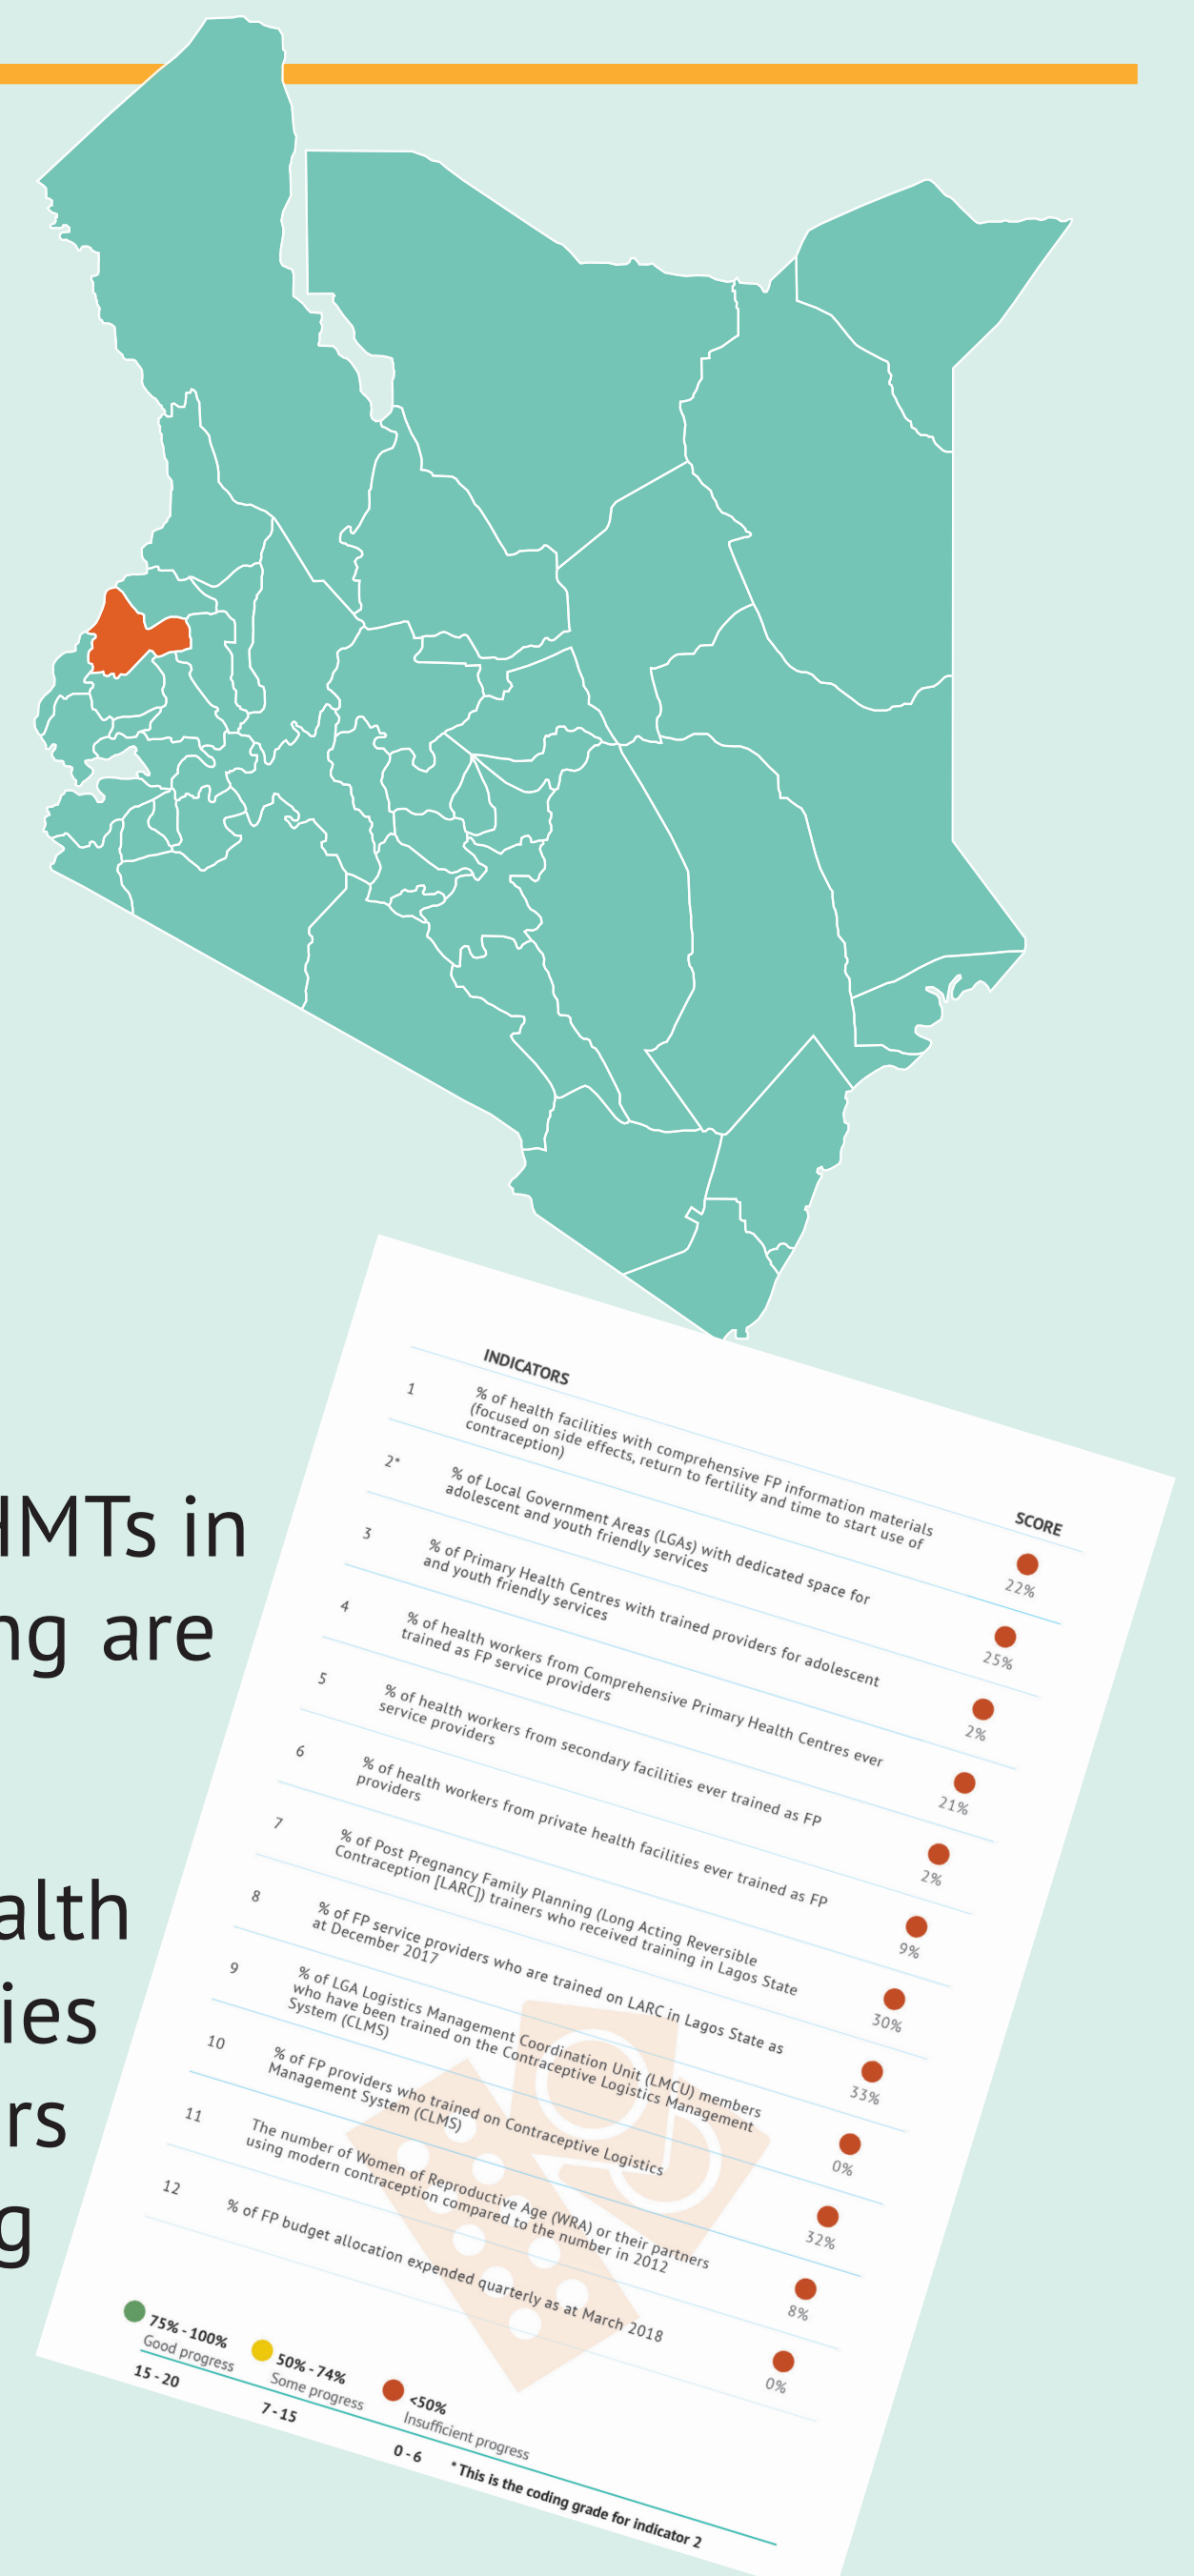 HMTs in
ng are
alth
ies
rs
g
INDICATORS
SCORE
1
% of health facilities with comprehensive FP information materials
(focused on side effects, return to fertility and time to start use of
contraception)
22%
2*
% of Local Government Areas (LGAs) with dedicated space for
adolescent and youth friendly services
25%
3
% of Primary Health Centres with trained providers for adolescent
and youth friendly services
2%
4
% of health workers from Comprehensive Primary Health Centres ever
trained as FP service providers
21%
5
% of health workers from secondary facilities ever trained as FP
service providers
2%
6
% of health workers from private health facilities ever trained as FP
providers
9%
7
% of Post Pregnancy Family Planning (Long Acting Reversible
Contraception [LARC]) trainers who received training in Lagos State
30%
8
% of FP service providers who are trained on LARC in Lagos State as
at December 2017
33%
9
% of LGA Logistics Management Coordination Unit (LMCU) members
who have been trained on the Contraceptive Logistics Management
System (CLMS)
0%
10
% of FP providers who trained on Contraceptive Logistics
Management System (CLMS)
32%
11
The number of Women of Reproductive Age (WRA) or their partners
using modern contraception compared to the number in 2012
8%
12
% of FP budget allocation expended quarterly as at March 2018
0%
75% - 100%
Good progress
50% - 74%
Some progress
<50%
Insufficient progress
15 - 20
7 - 15
0 - 6
* This is the coding grade for indicator 2